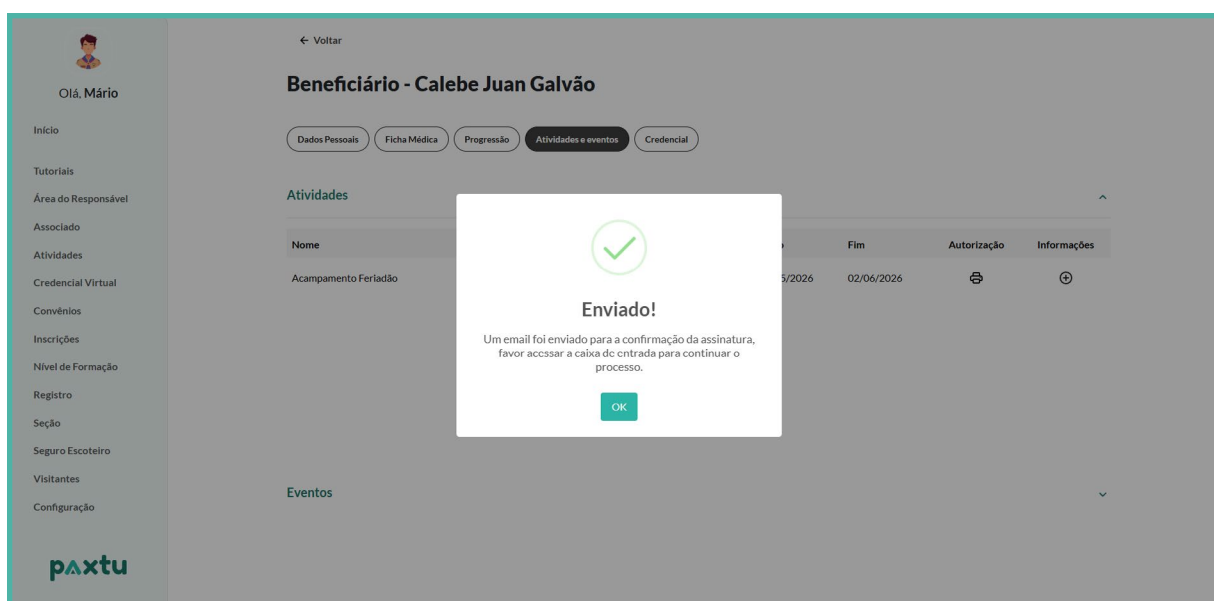 ← Voltar
Beneficiário - Calebe Juan Galvão
Olá, Mário
Início
Tutoriais
Área do Responsável
Associado
Atividades
Credencial Virtual
Convênios
Inscrições
Nível de Formação
Registro
Seção
Seguro Escoteiro
Visitantes
Configuração
paxtu
Dados Pessoais Ficha Médica Progressão Atividades e eventos Credencial
Atividades
Nome Fim Autorização Informações
Acampamento Feriadão 5/2026 02/06/2026
Enviado!
Um email foi enviado para a confirmação da assinatura,
favor acessar a caixa de entrada para continuar o
processo.
OK
Eventos